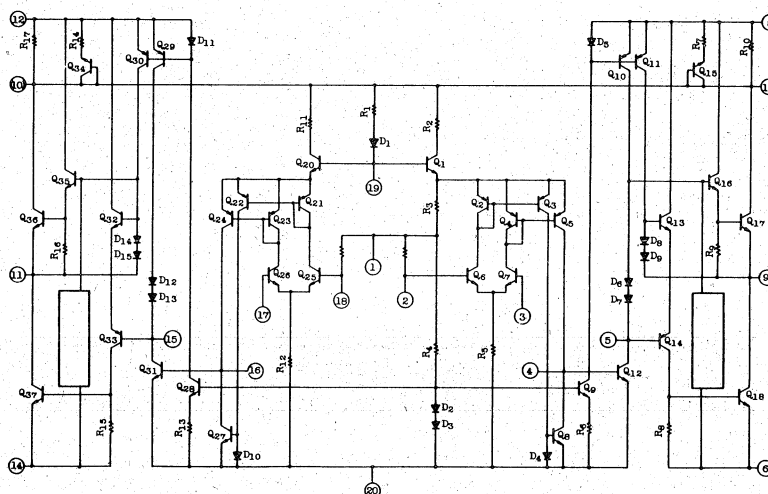 12
R17
R14
Q34
Q30
Q29
D11
D5
Q10
Q11
R7
Q15
R10
10
R11
R1
D1
R2
Q20
Q1
19
Q35
Q36
Q32
R16
D14
D15
11
Q22
Q21
Q24
Q23
R3
Q2
Q3
Q4
Q5
Q16
Q13
Q17
D8
D9
R9
9
Q26
Q25
18
1
2
Q6
Q7
17
3
D12
D13
D6
D7
Q33
15
R12
R4
R5
5
Q14
Q31
16
Q28
4
Q9
Q12
Q37
R15
R13
Q27
D10
D2
D3
D4
Q8
R6
R8
Q18
14
20
6